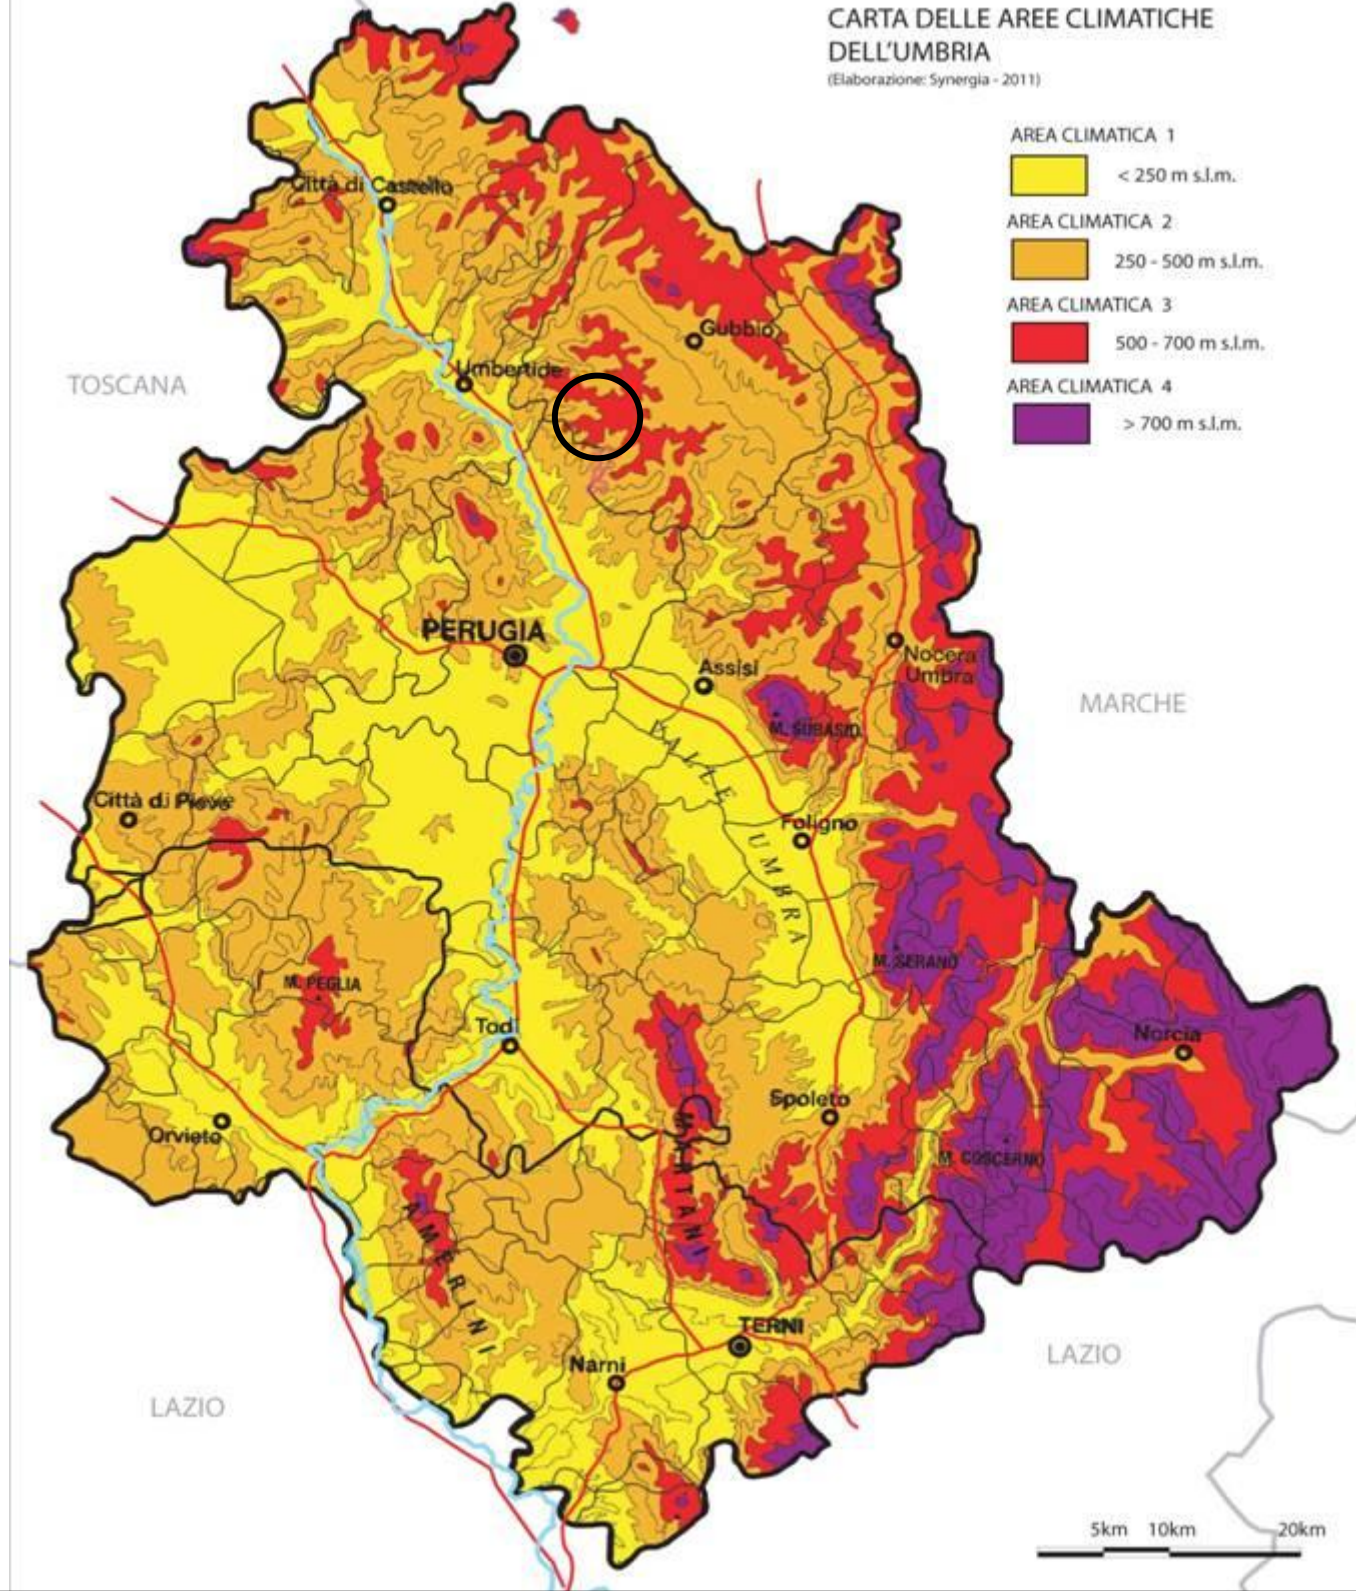 CARTA DELLE AREE CLIMATICHE
DELL'UMBRIA
(Elaborazione: Synergia - 2011)
AREA CLIMATICA 1
< 250 m s.l.m.
AREA CLIMATICA 2
250 - 500 m s.l.m.
AREA CLIMATICA 3
500 - 700 m s.l.m.
AREA CLIMATICA 4
> 700 m s.l.m.
Città di Castello
Gubbio
Umbertide
TOSCANA
PERUGIA
Assisi
Nocera
Umbra
MARCHE
M. SUBASIO
VALLE UMBRA
Città di Pieve
Foligno
M. SERANO
M. PEGLIA
Todi
Norcia
Spoleto
Orvieto
MARTANI
M. COSCERNO
AMERINI
TERNI
Narni
LAZIO
LAZIO
5km 10km 20km